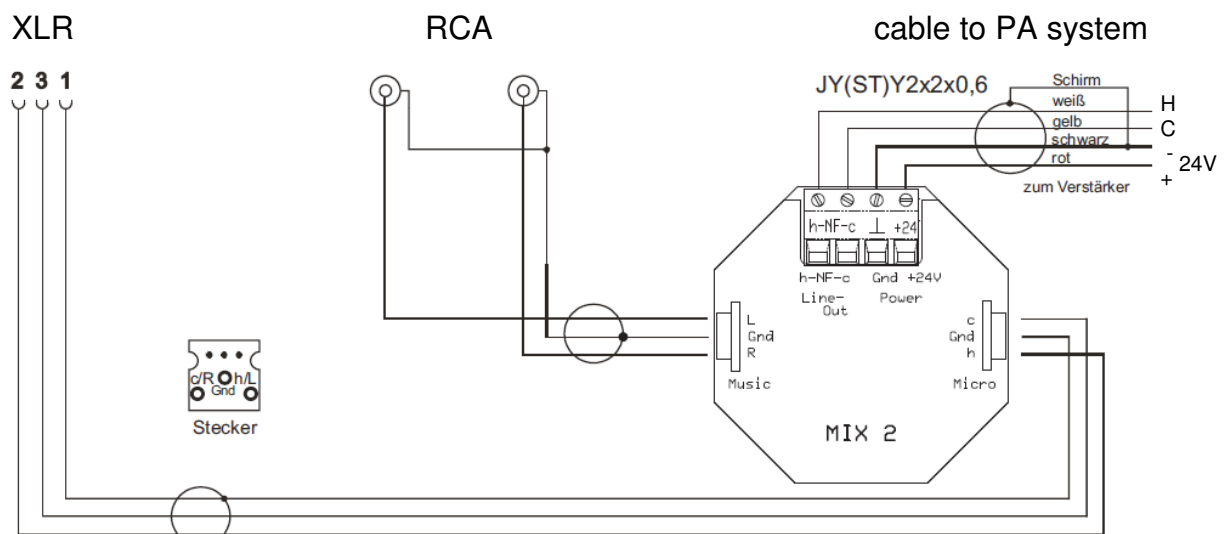 XLR
RCA
cable to PA system
2 3 1
JY(ST)Y2x2x0,6
Schirm
weiß
gelb
schwarz
rot
zum Verstärker
H
C
-
24V
+
h-NF-c ⊥ +24
h-NF-c Gnd +24V
Line-Out
Power
L
Gnd
R
Music
c
Gnd
h
Micro
MIX 2
c/R h/L
Gnd
Stecker